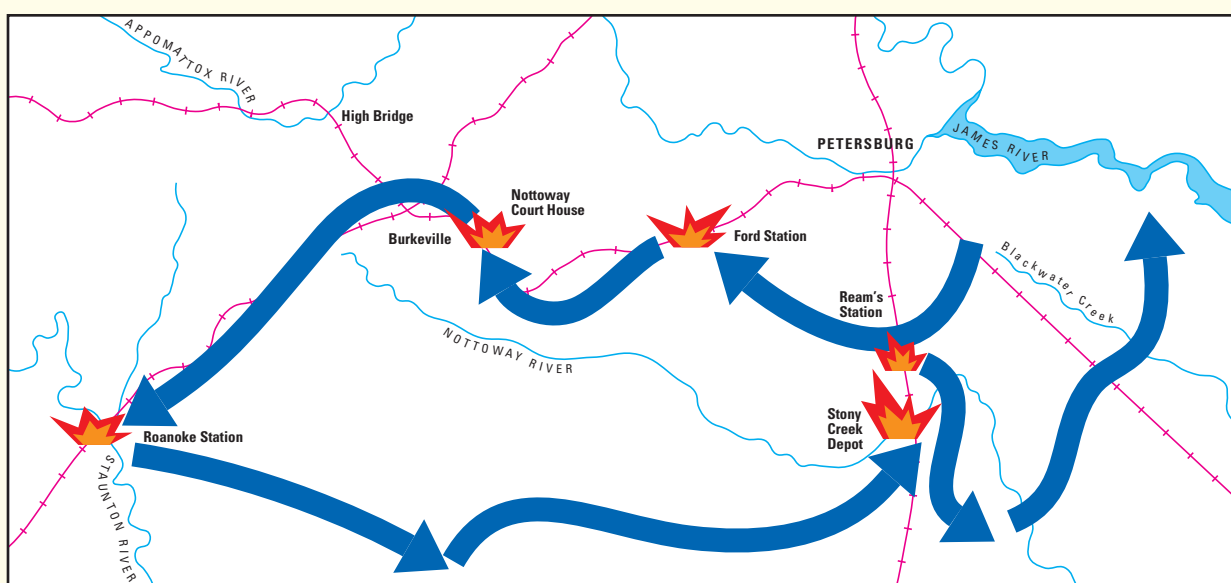 APPOMATTOX RIVER
High Bridge
PETERSBURG
JAMES RIVER
Nottoway
Court House
Burkeville
Ford Station
Blackwater Creek
Ream's
Station
NOTTOWAY RIVER
Stony
Creek
Depot
Roanoke Station
STAUNTON RIVER